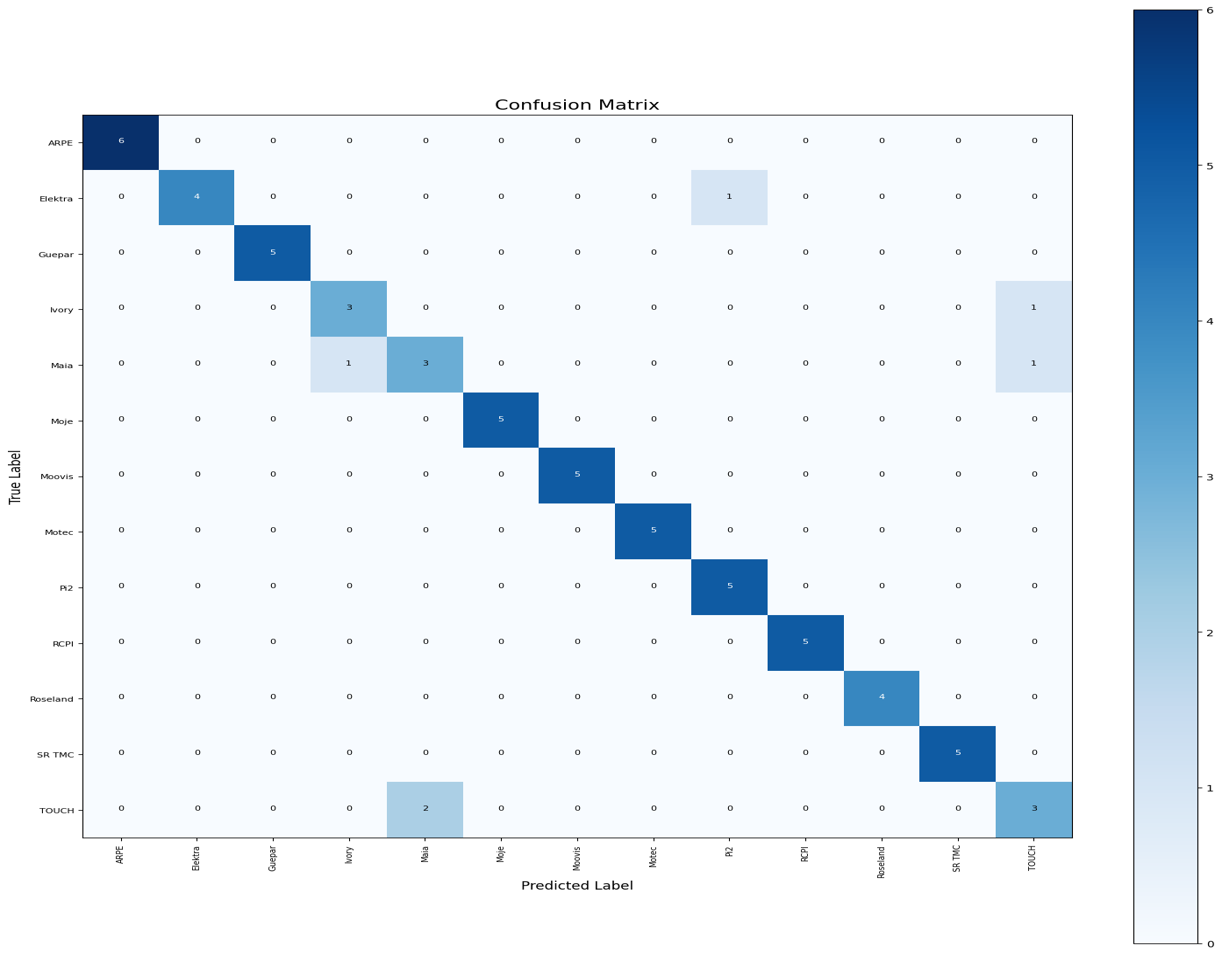 Confusion Matrix
ARPE 6 0 0 0 0 0 0 0 0 0 0 0 0
Elektra 0 4 0 0 0 0 0 0 1 0 0 0 0
Guepar 0 0 5 0 0 0 0 0 0 0 0 0 0
Ivory 0 0 0 3 0 0 0 0 0 0 0 0 1
Maia 0 0 0 1 3 0 0 0 0 0 0 0 1
Moje 0 0 0 0 0 5 0 0 0 0 0 0 0
Moovis 0 0 0 0 0 0 5 0 0 0 0 0 0
Motec 0 0 0 0 0 0 0 5 0 0 0 0 0
Pi2 0 0 0 0 0 0 0 0 5 0 0 0 0
RCPI 0 0 0 0 0 0 0 0 0 5 0 0 0
Roseland 0 0 0 0 0 0 0 0 0 0 4 0 0
SR TMC 0 0 0 0 0 0 0 0 0 0 0 5 0
TOUCH 0 0 0 0 2 0 0 0 0 0 0 0 3
ARPE Elektra Guepar Ivory Maia Moje Moovis Motec Pi2 RCPI Roseland SR TMC TOUCH
Predicted Label
True Label
6
5
4
3
2
1
0